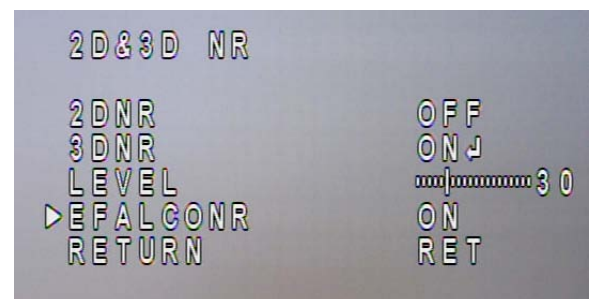 2D&3D NR
2DNR OFF
3DNR ON↲
LEVEL 30
▷EFALCONR ON
RETURN RET